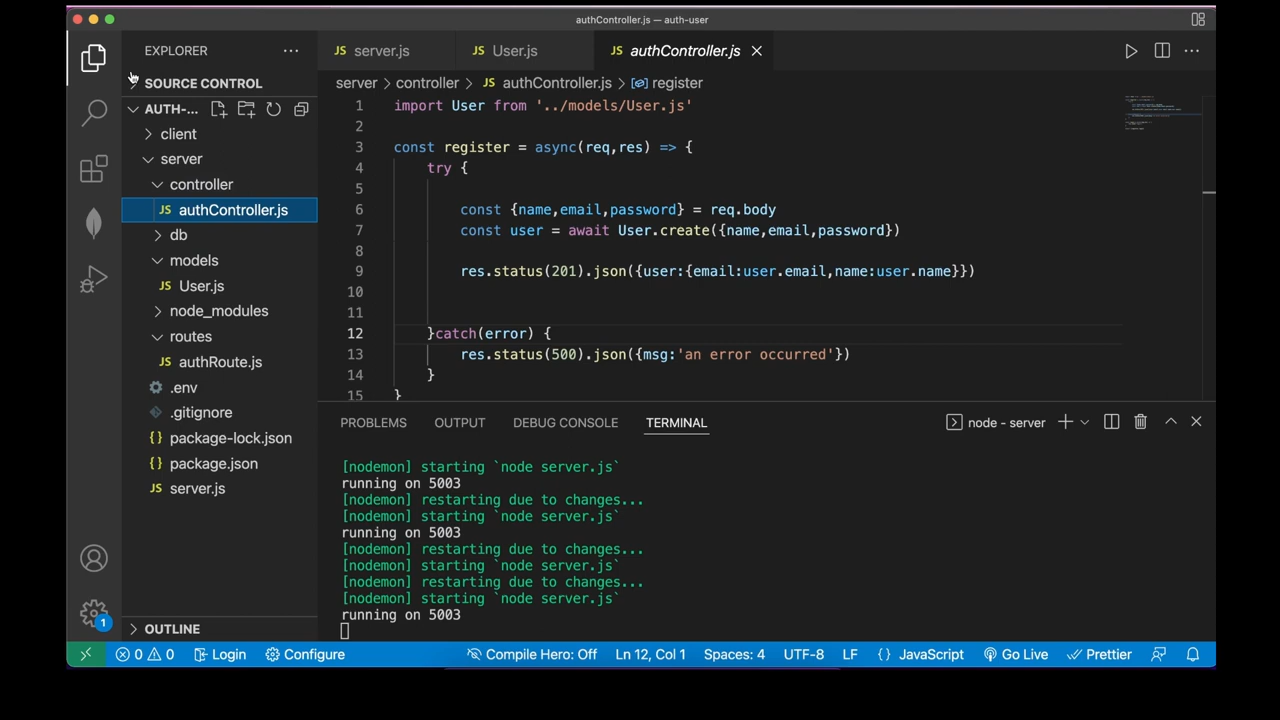 authController.js — auth-user
EXPLORER
SOURCE CONTROL
AUTH-...
client
server
controller
JS authController.js
db
models
JS User.js
node_modules
routes
JS authRoute.js
.env
.gitignore
{} package-lock.json
{} package.json
JS server.js
OUTLINE
JS server.js
JS User.js
JS authController.js
server > controller > JS authController.js > register
1 import User from '../models/User.js'
2
3 const register = async(req,res) => {
4 try {
5
6 const {name,email,password} = req.body
7 const user = await User.create({name,email,password})
8
9 res.status(201).json({user:{email:user.email,name:user.name}})
10
11
12 }catch(error) {
13 res.status(500).json({msg:'an error occurred'})
14 }
15 }
PROBLEMS OUTPUT DEBUG CONSOLE TERMINAL
node - server
[nodemon] starting `node server.js`
running on 5003
[nodemon] restarting due to changes...
[nodemon] starting `node server.js`
running on 5003
[nodemon] restarting due to changes...
[nodemon] starting `node server.js`
[nodemon] restarting due to changes...
[nodemon] starting `node server.js`
running on 5003
1
0 0 Login Configure Compile Hero: Off Ln 12, Col 1 Spaces: 4 UTF-8 LF {} JavaScript Go Live Prettier